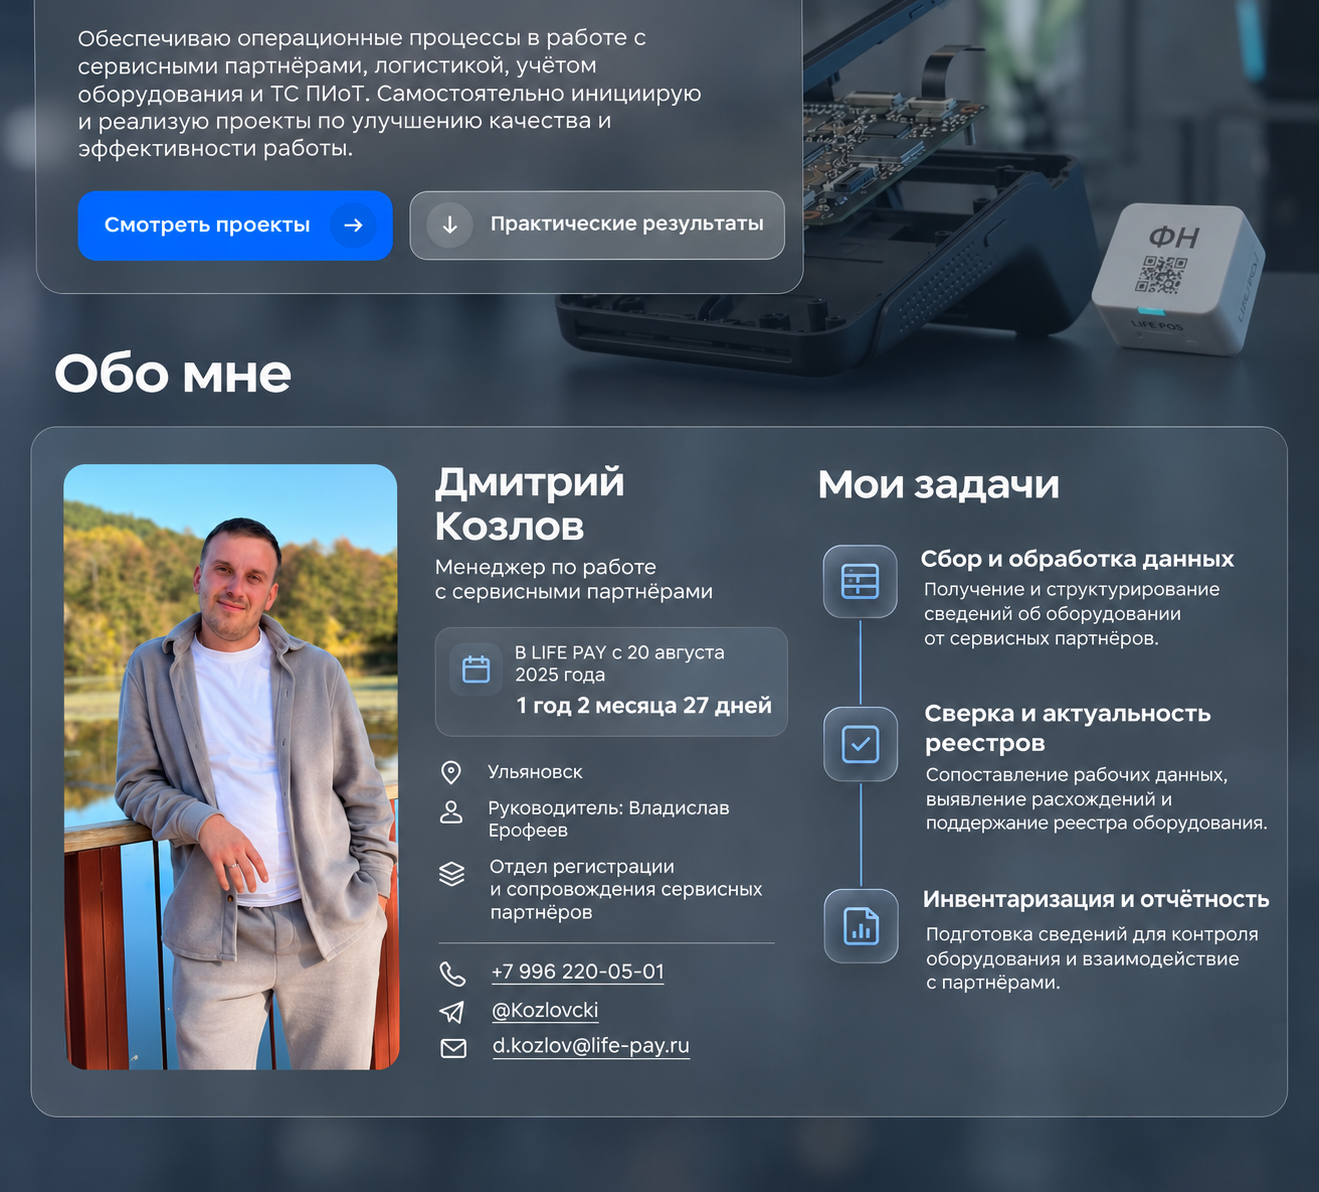 Обеспечиваю операционные процессы в работе с
сервисными партнёрами, логистикой, учётом
оборудования и ТС ПИоТ. Самостоятельно инициирую
и реализую проекты по улучшению качества и
эффективности работы.
Смотреть проекты
Практические результаты
ФН
LIFE POS
LIFE POS
Обо мне
Дмитрий
Козлов
Менеджер по работе
с сервисными партнёрами
В LIFE PAY с 20 августа
2025 года
1 год 2 месяца 27 дней
Ульяновск
Руководитель: Владислав
Ерофеев
Отдел регистрации
и сопровождения сервисных
партнёров
+7 996 220-05-01
@Kozlovcki
d.kozlov@life-pay.ru
Мои задачи
Сбор и обработка данных
Получение и структурирование
сведений об оборудовании
от сервисных партнёров.
Сверка и актуальность
реестров
Сопоставление рабочих данных,
выявление расхождений и
поддержание реестра оборудования.
Инвентаризация и отчётность
Подготовка сведений для контроля
оборудования и взаимодействие
с партнёрами.